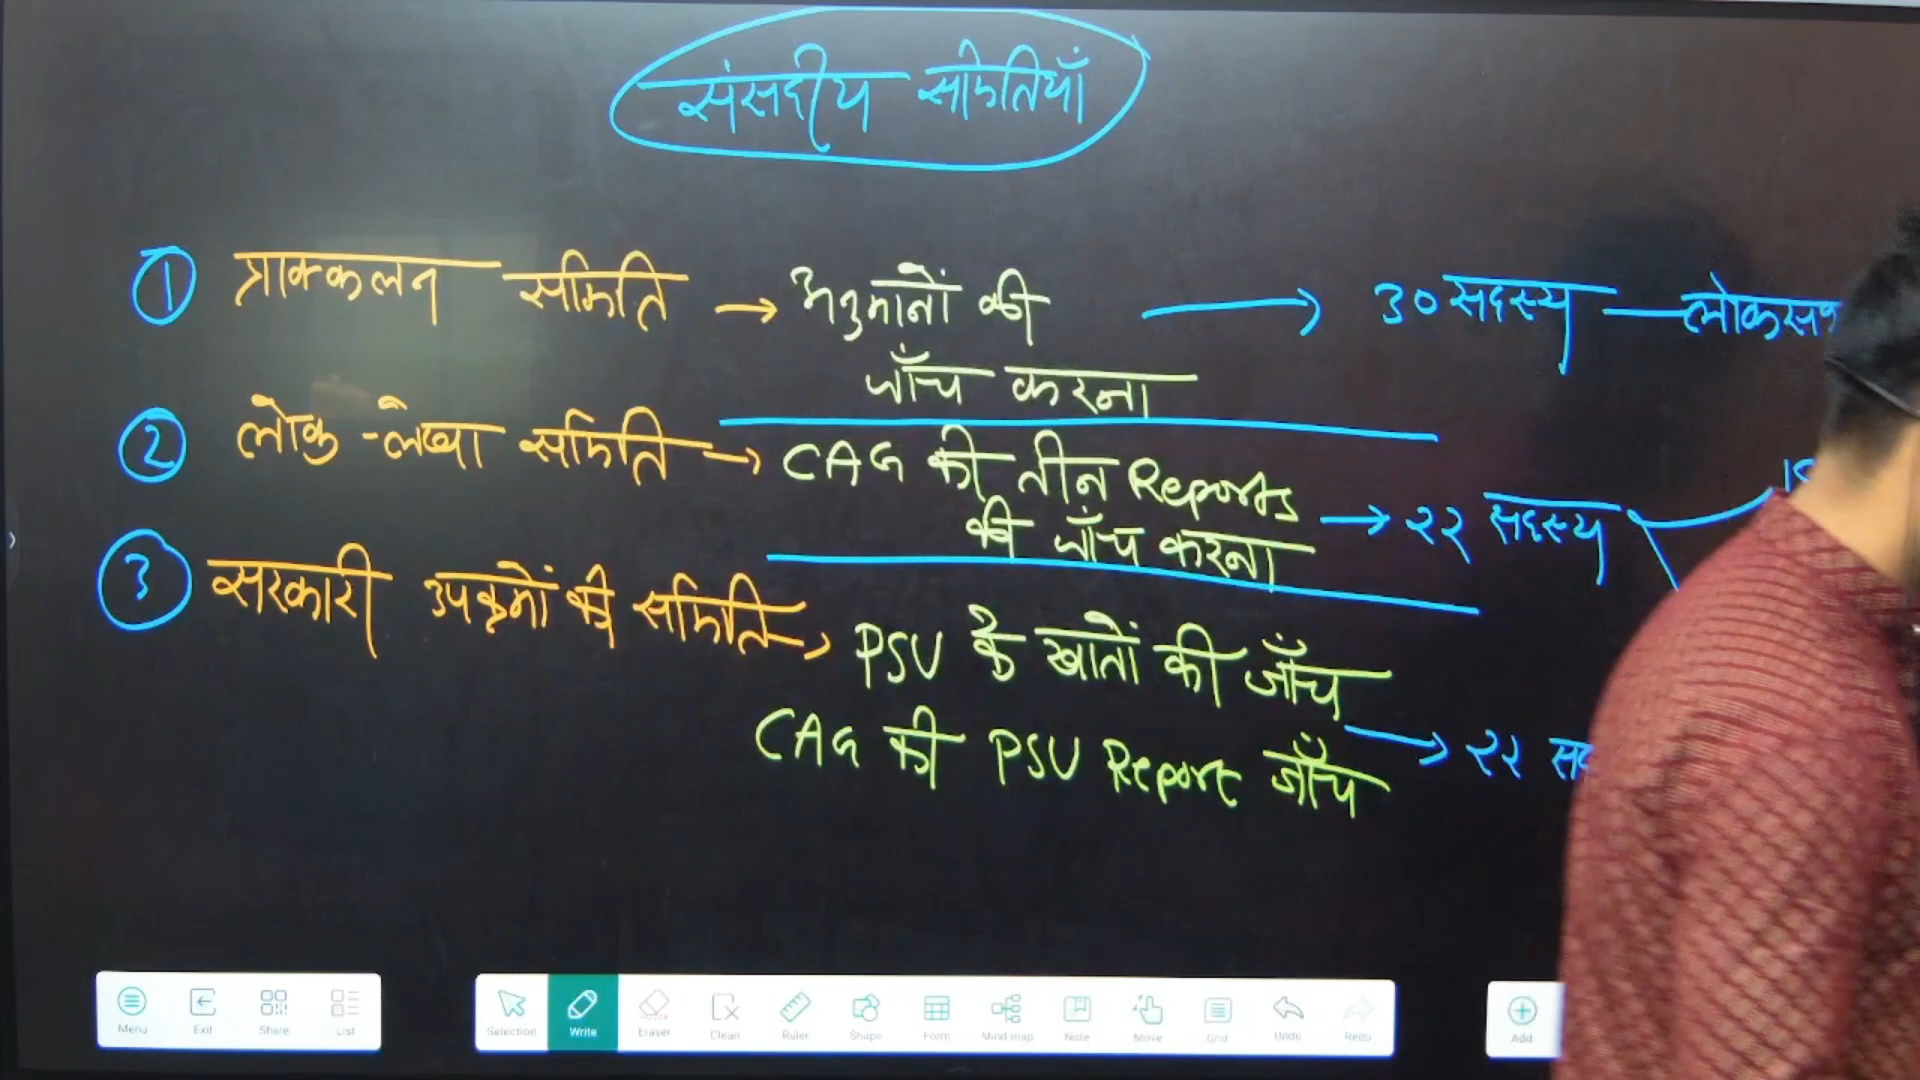 संसदीय समितियाँ
① प्राक्कलन समिति → अनुमानों की → ३० सदस्य —
जाँच करना
② लोक-लेखा समिति → CAG की तीन Reports → २२ सदस्य
की जाँच करना
③ सरकारी उपक्रमों की समिति → PSU के खातों की जाँच
CAG की PSU Report जाँच → २२
Menu Exit Share List Selection Write Eraser Clean Ruler Shape Form Mind map Note Move Grid Undo Redo Add